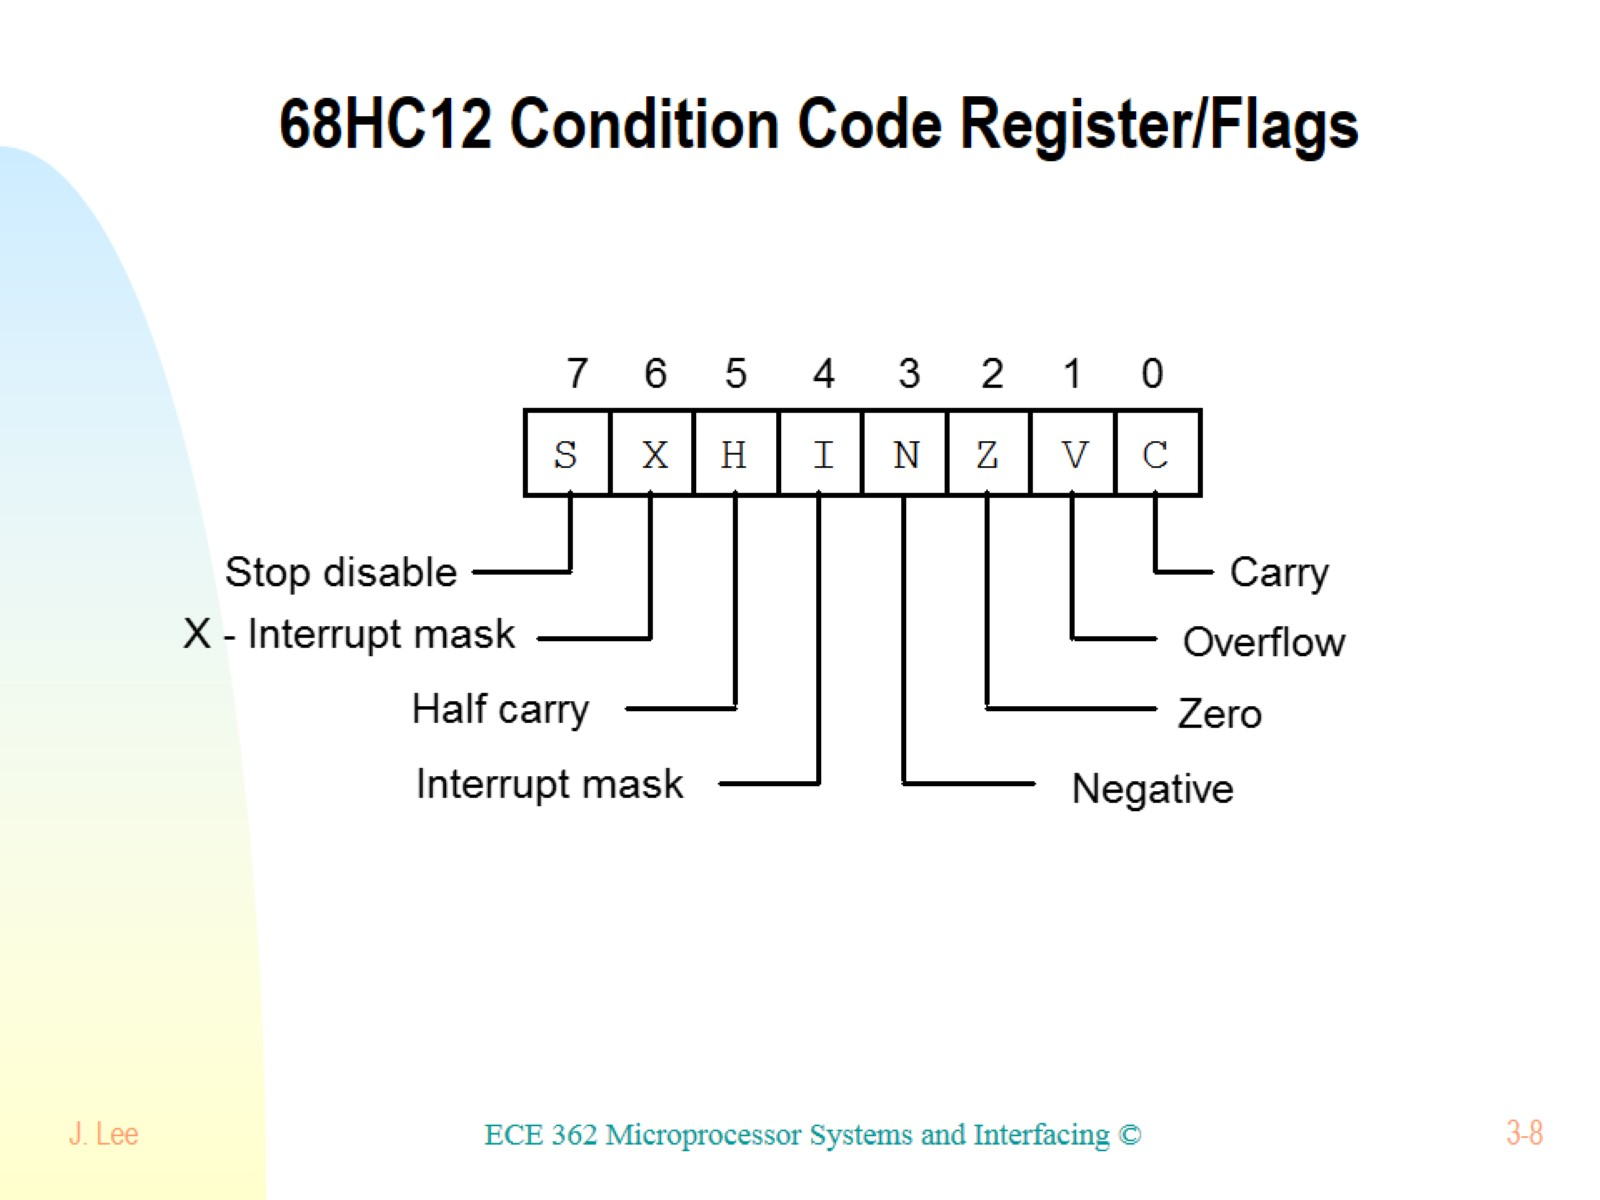 68HC12 Condition Code Register/Flags
7 6 5 4 3 2 1 0
S X H I N Z V C
Stop disable
Carry
X - Interrupt mask
Overflow
Half carry
Zero
Interrupt mask
Negative
J. Lee
ECE 362 Microprocessor Systems and Interfacing ©
3-8